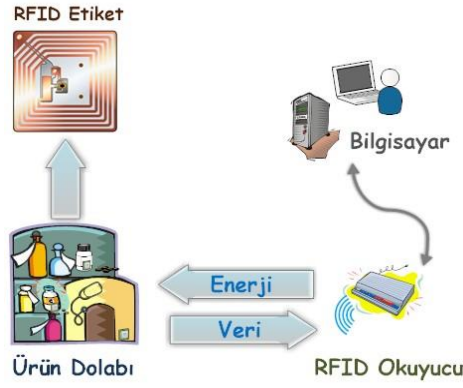 RFID Etiket
Bilgisayar
Enerji
Veri
Ürün Dolabı
RFID Okuyucu